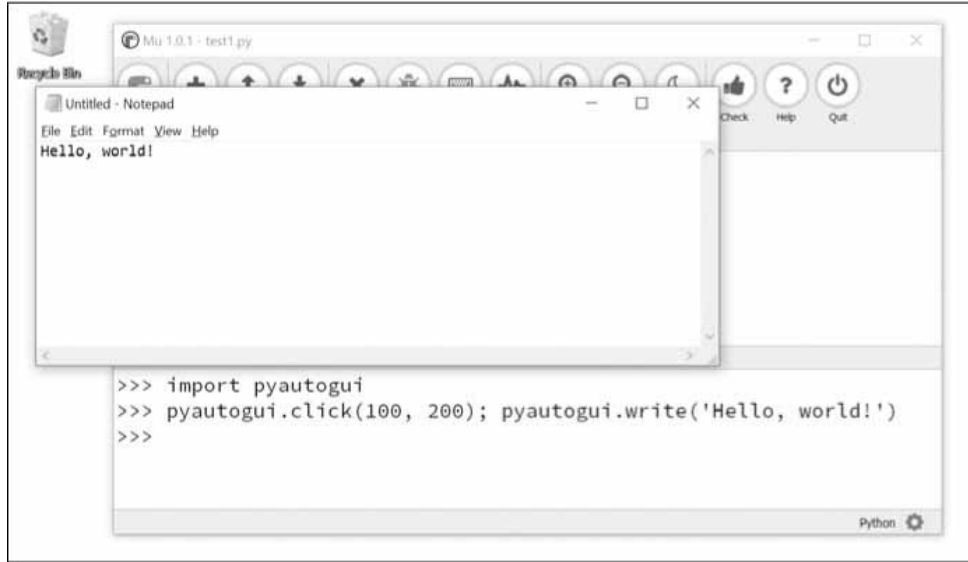 Recycle Bin
Mu 1.0.1 - test1.py
Untitled - Notepad
File Edit Format View Help
Hello, world!
Check Help Quit
>>> import pyautogui
>>> pyautogui.click(100, 200); pyautogui.write('Hello, world!')
>>>
Python